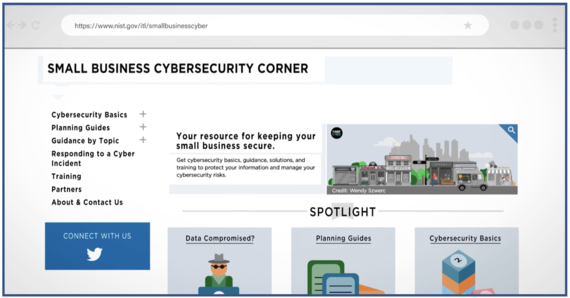 https://www.nist.gov/itl/smallbusinesscyber
SMALL BUSINESS CYBERSECURITY CORNER
Cybersecurity Basics
Planning Guides
Guidance by Topic
Responding to a Cyber
Incident
Training
Partners
About & Contact Us
CONNECT WITH US
Your resource for keeping your
small business secure.
Get cybersecurity basics, guidance, solutions, and
training to protect your information and manage your
cybersecurity risks.
Credit: Wendy Szwerc
SPOTLIGHT
Data Compromised?
Planning Guides
Cybersecurity Basics